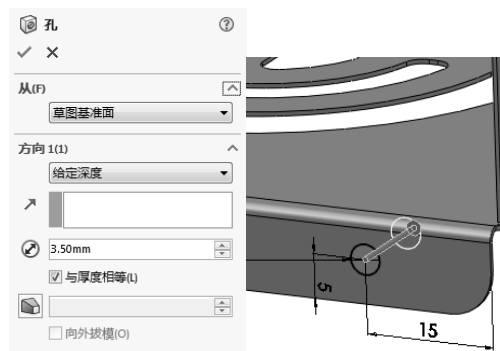 孔
从(F)
草图基准面
方向 1(1)
给定深度
3.50mm
与厚度相等(L)
向外拔模(O)
5
15